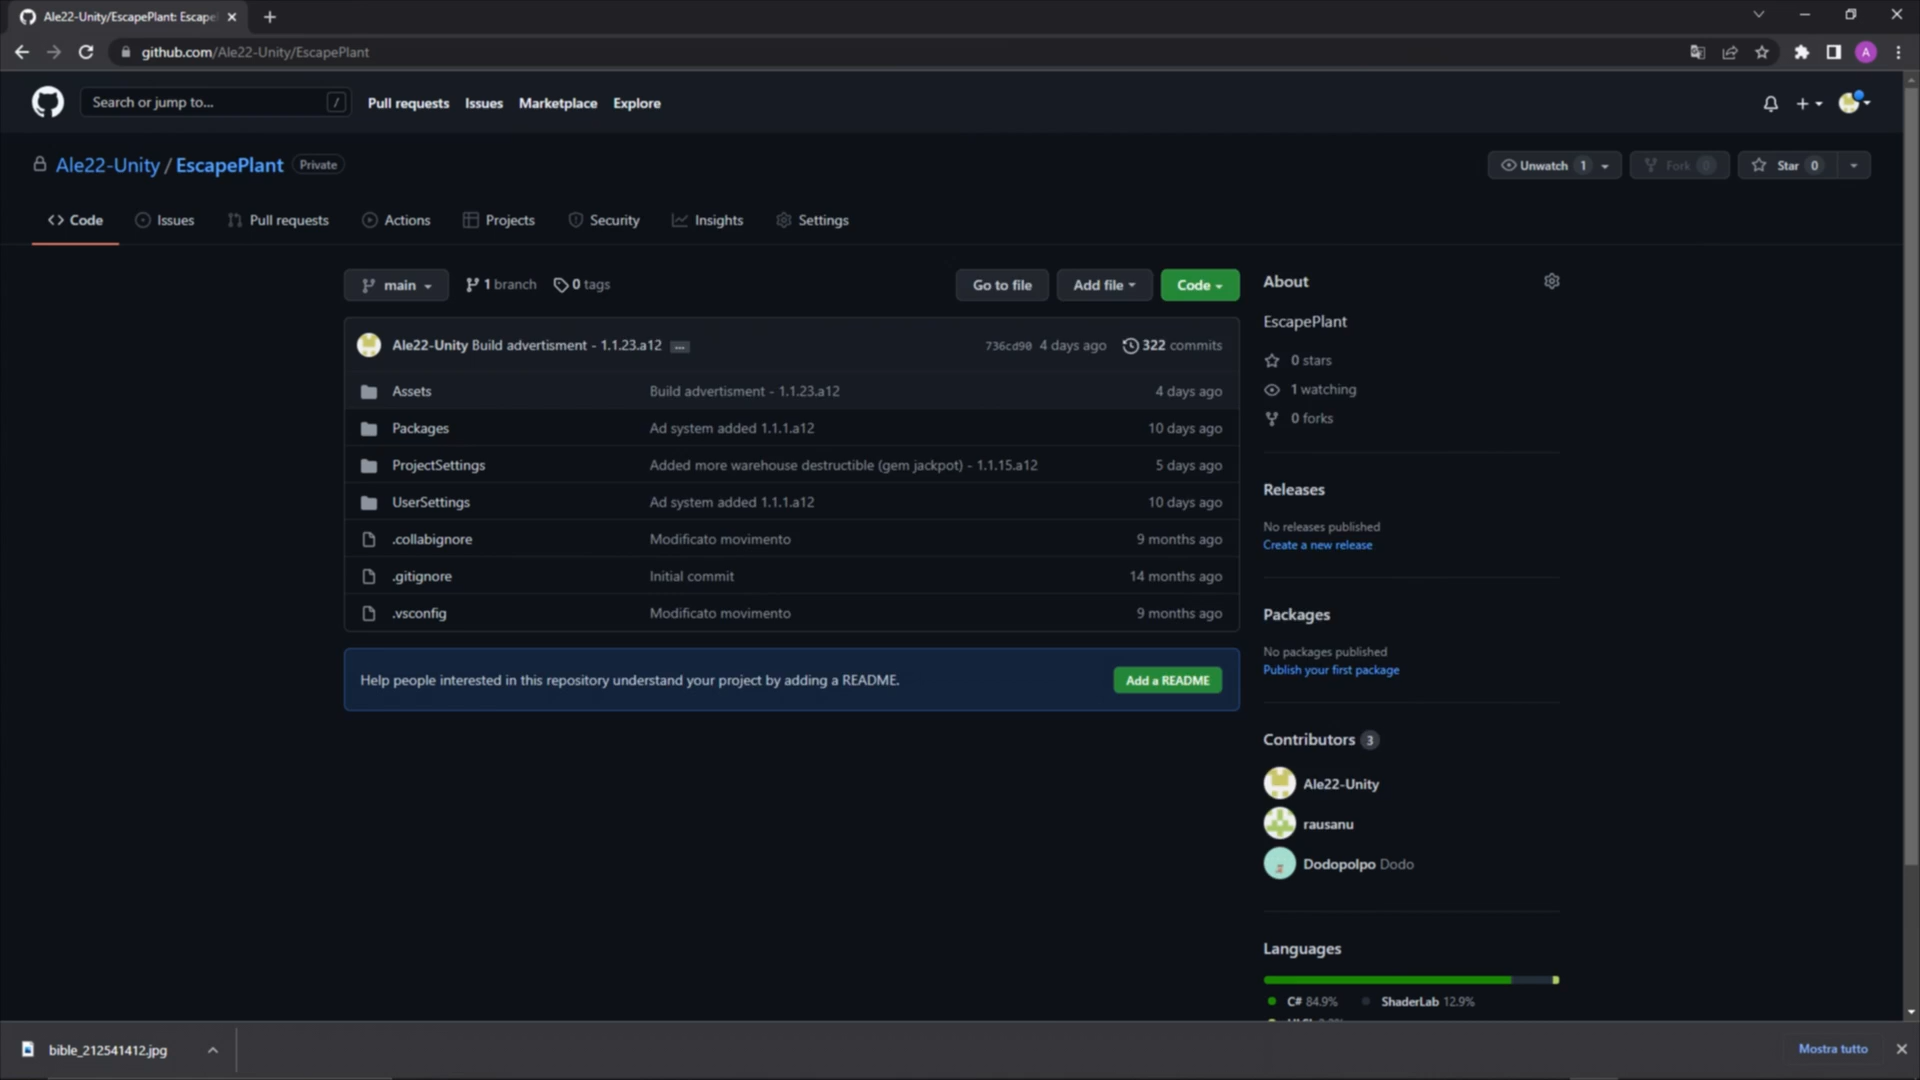 Ale22-Unity/EscapePlant: Escape
github.com/Ale22-Unity/EscapePlant
A
Search or jump to... /
Pull requests Issues Marketplace Explore
Ale22-Unity / EscapePlant Private
Unwatch 1 Fork 0 Star 0
Code Issues Pull requests Actions Projects Security Insights Settings
main 1 branch 0 tags Go to file Add file Code
Ale22-Unity Build advertisment - 1.1.23.a12 ... 736cd90 4 days ago 322 commits
Assets Build advertisment - 1.1.23.a12 4 days ago
Packages Ad system added 1.1.1.a12 10 days ago
ProjectSettings Added more warehouse destructible (gem jackpot) - 1.1.15.a12 5 days ago
UserSettings Ad system added 1.1.1.a12 10 days ago
.collabignore Modificato movimento 9 months ago
.gitignore Initial commit 14 months ago
.vsconfig Modificato movimento 9 months ago
Help people interested in this repository understand your project by adding a README. Add a README
About
EscapePlant
0 stars
1 watching
0 forks
Releases
No releases published
Create a new release
Packages
No packages published
Publish your first package
Contributors 3
Ale22-Unity
rausanu
Dodopolpo Dodo
Languages
C# 84.9% ShaderLab 12.9%
bible_212541412.jpg
Mostra tutto